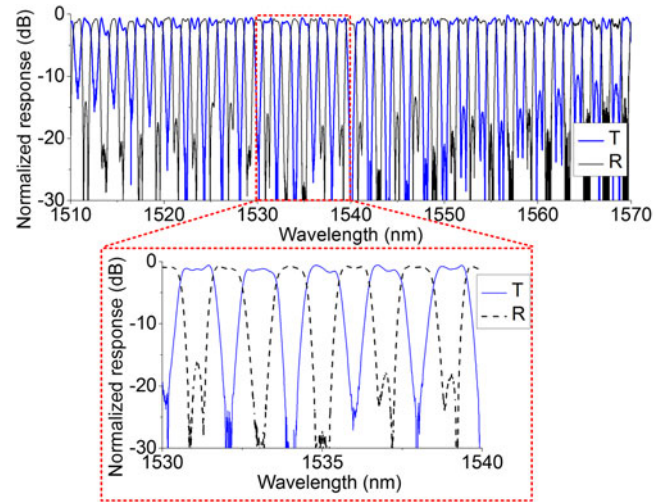 Normalized response (dB)
0
-10
-20
-30
T
R
1510 1520 1530 1540 1550 1560 1570
Wavelength (nm)
Normalized response (dB)
0
-10
-20
-30
T
R
1530 1535 1540
Wavelength (nm)